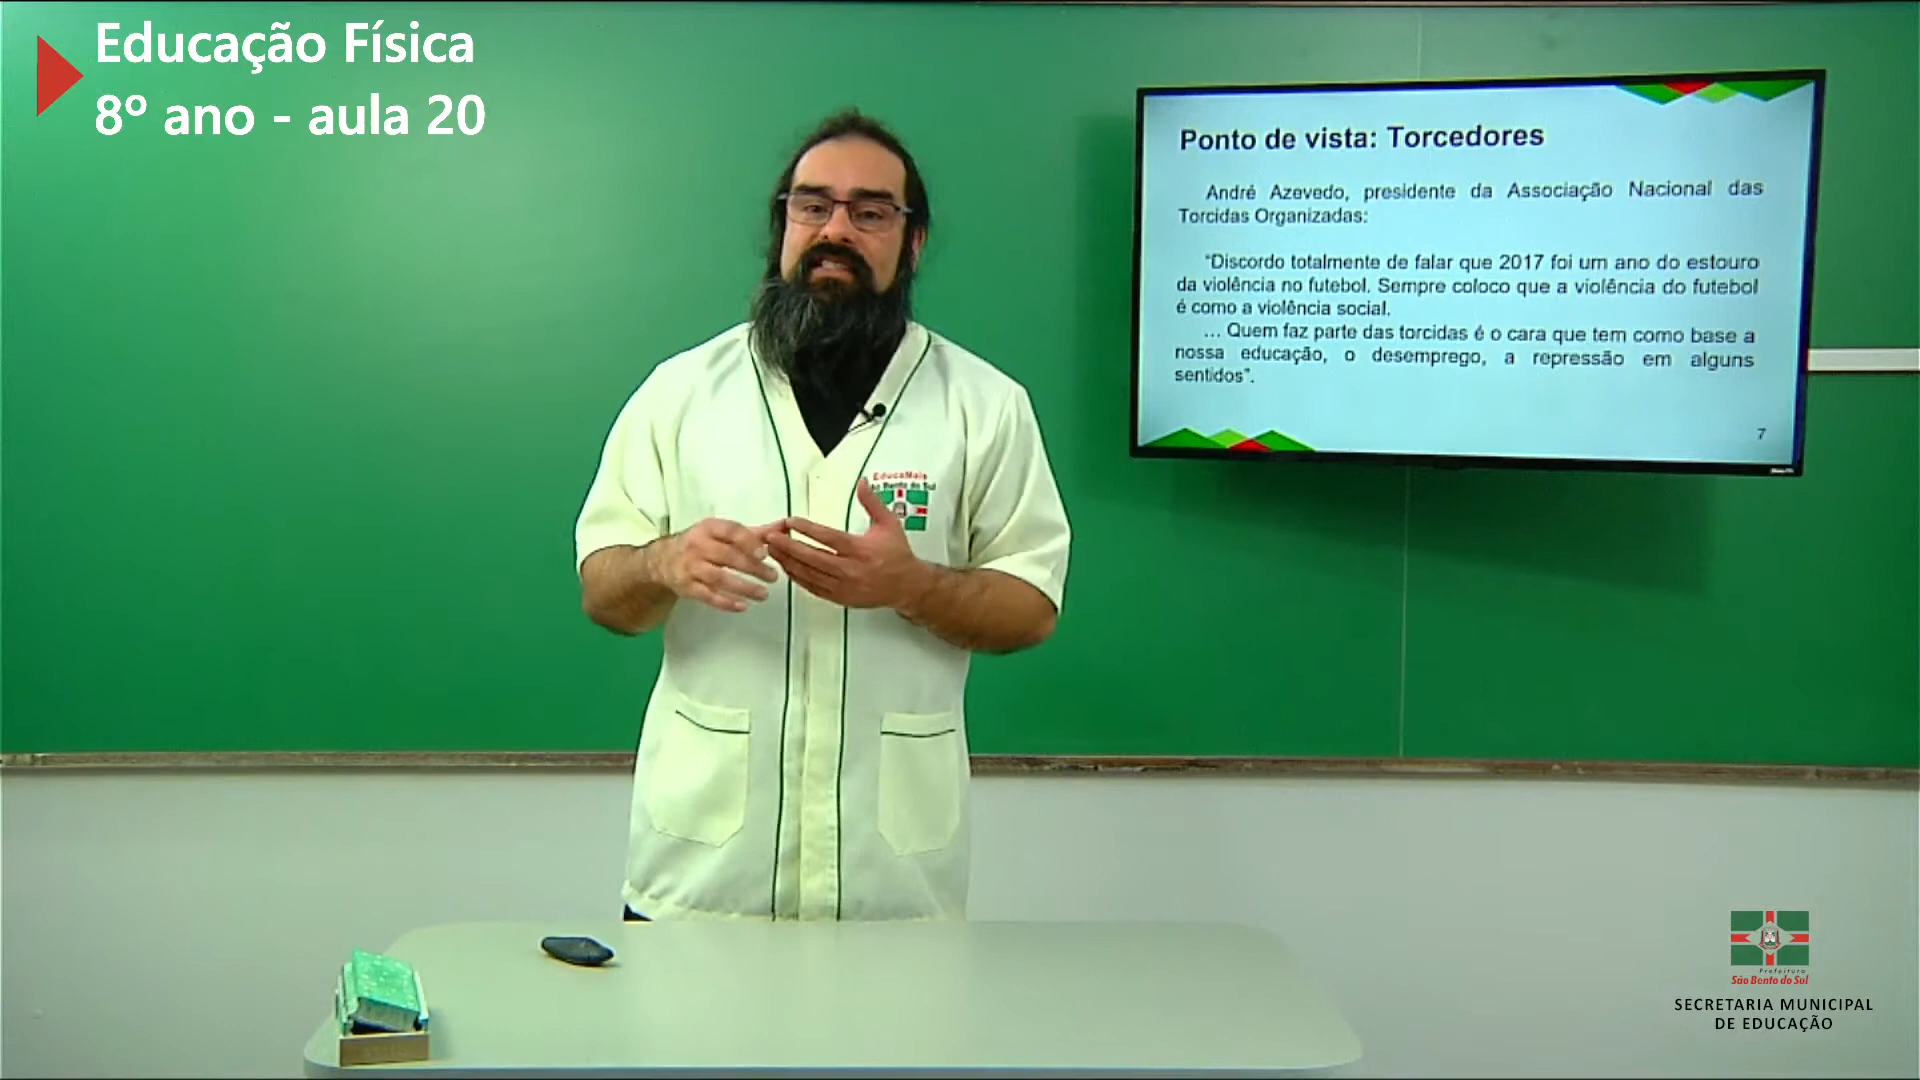 Educação Física
8º ano - aula 20
Ponto de vista: Torcedores
André Azevedo, presidente da Associação Nacional das
Torcidas Organizadas:
“Discordo totalmente de falar que 2017 foi um ano do estouro
da violência no futebol. Sempre coloco que a violência do futebol
é como a violência social.
... Quem faz parte das torcidas é o cara que tem como base a
nossa educação, o desemprego, a repressão em alguns
sentidos”.
7
EducaMais
São Bento do Sul
Prefeitura
São Bento do Sul
SECRETARIA MUNICIPAL
DE EDUCAÇÃO